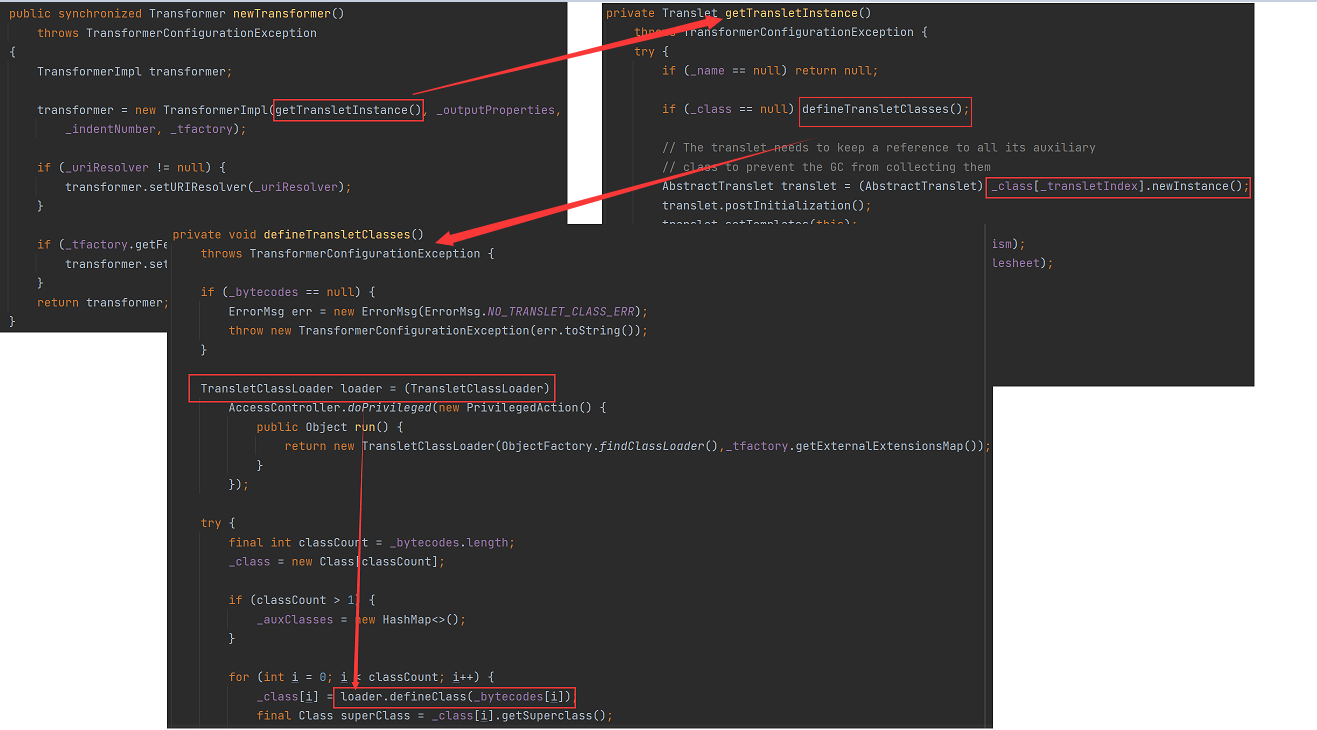 public synchronized Transformer newTransformer()
throws TransformerConfigurationException
{
TransformerImpl transformer;
transformer = new TransformerImpl(getTransletInstance(), _outputProperties,
_indentNumber, _tfactory);
if (_uriResolver != null) {
transformer.setURIResolver(_uriResolver);
}
if (_tfactory.getFe
transformer.set
}
return transformer;
}
private Translet getTransletInstance()
throws TransformerConfigurationException {
try {
if (_name == null) return null;
if (_class == null) defineTransletClasses();
// The translet needs to keep a reference to all its auxiliary
// class to prevent the GC from collecting them
AbstractTranslet translet = (AbstractTranslet) _class[_transletIndex].newInstance();
translet.postInitialization();
translet.setTemplates(this);
ism);
lesheet);
private void defineTransletClasses()
throws TransformerConfigurationException {
if (_bytecodes == null) {
ErrorMsg err = new ErrorMsg(ErrorMsg.NO_TRANSLET_CLASS_ERR);
throw new TransformerConfigurationException(err.toString());
}
TransletClassLoader loader = (TransletClassLoader)
AccessController.doPrivileged(new PrivilegedAction() {
public Object run() {
return new TransletClassLoader(ObjectFactory.findClassLoader(),_tfactory.getExternalExtensionsMap());
}
});
try {
final int classCount = _bytecodes.length;
_class = new Class[classCount];
if (classCount > 1) {
_auxClasses = new HashMap<>();
}
for (int i = 0; i < classCount; i++) {
_class[i] = loader.defineClass(_bytecodes[i]);
final Class superClass = _class[i].getSuperclass();